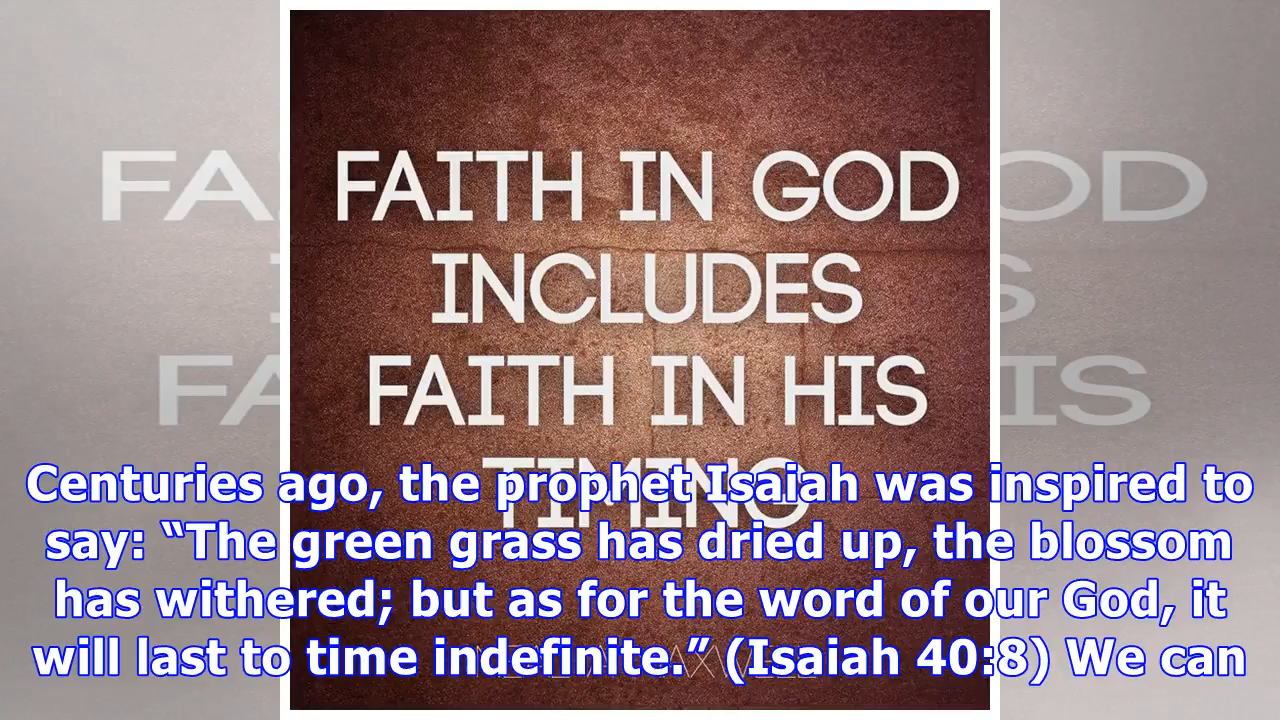 FAITH IN GOD
INCLUDES
FAITH IN HIS
TIMING
Centuries ago, the prophet Isaiah was inspired to
say: “The green grass has dried up, the blossom
has withered; but as for the word of our God, it
will last to time indefinite.” (Isaiah 40:8) We can